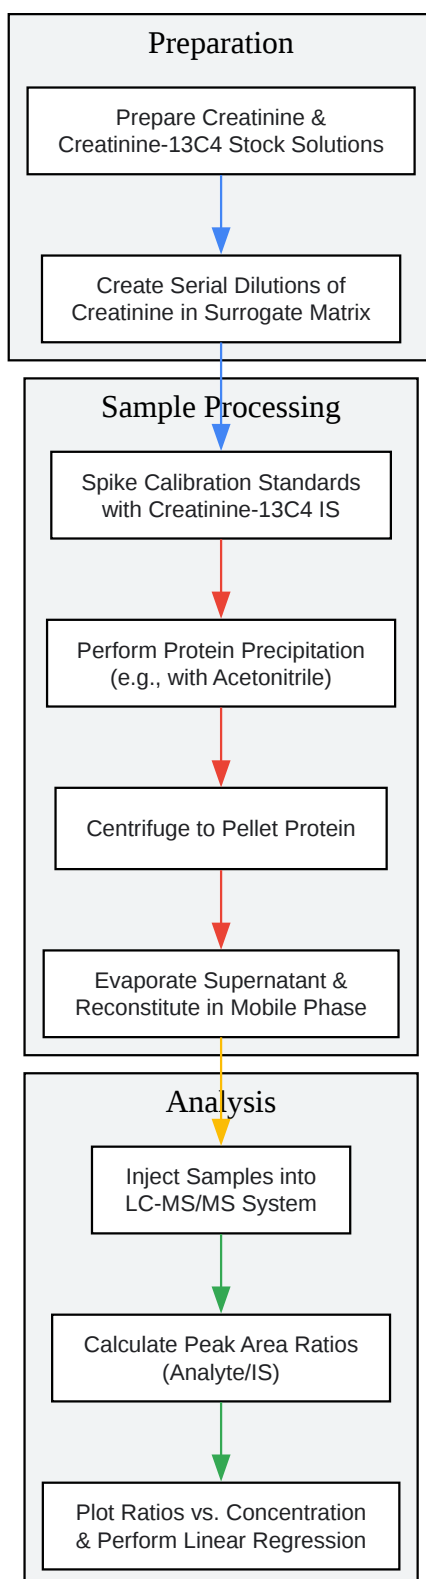 Preparation
Prepare Creatinine &
Creatinine-13C4 Stock Solutions
Create Serial Dilutions of
Creatinine in Surrogate Matrix
Sample Processing
Spike Calibration Standards
with Creatinine-13C4 IS
Perform Protein Precipitation
(e.g., with Acetonitrile)
Centrifuge to Pellet Protein
Evaporate Supernatant &
Reconstitute in Mobile Phase
Analysis
Inject Samples into
LC-MS/MS System
Calculate Peak Area Ratios
(Analyte/IS)
Plot Ratios vs. Concentration
& Perform Linear Regression